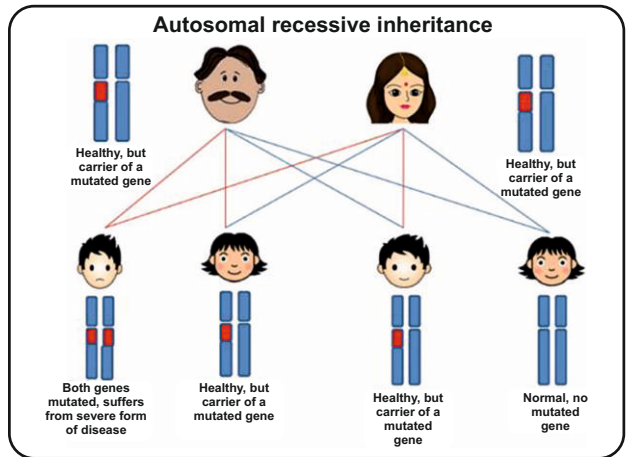 Autosomal recessive inheritance
Healthy, but
carrier of a
mutated gene
Healthy, but
carrier of a
mutated gene
Both genes
mutated, suffers
from severe form
of disease
Healthy, but
carrier of a
mutated gene
Healthy, but
carrier of a
mutated
gene
Normal, no
mutated
gene